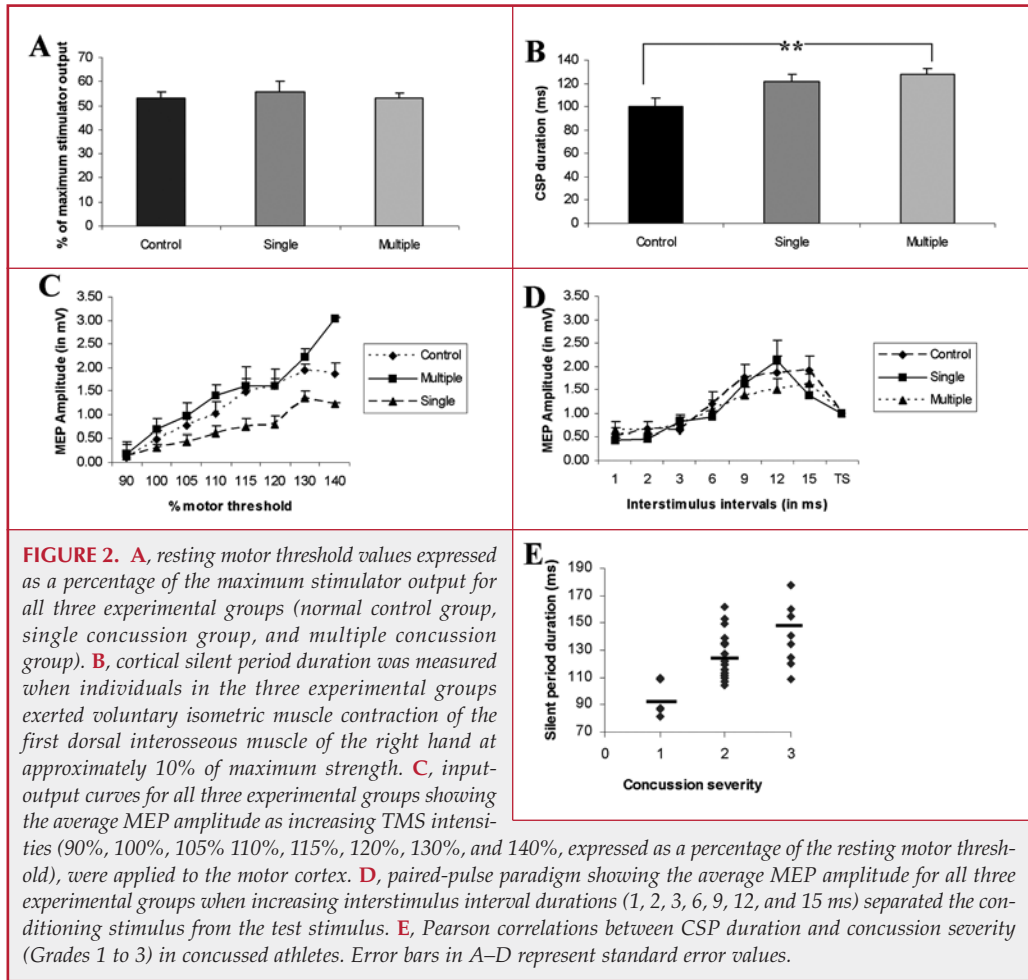 A
% of maximum stimulator output
70
60
50
40
30
20
10
0
Control Single Multiple
B
**
CSP duration (ms)
140
120
100
80
60
40
20
0
Control Single Multiple
C
MEP Amplitude (in mV)
3.50
3.00
2.50
2.00
1.50
1.00
0.50
0.00
90 100 105 110 115 120 130 140
% motor threshold
Control
Multiple
Single
D
MEP Amplitude (in mV)
3.50
3.00
2.50
2.00
1.50
1.00
0.50
0.00
1 2 3 6 9 12 15 TS
Interstimulus intervals (in ms)
Control
Single
Multiple
E
Silent period duration (ms)
190
170
150
130
110
90
70
0 1 2 3
Concussion severity
FIGURE 2. A, resting motor threshold values expressed
as a percentage of the maximum stimulator output for
all three experimental groups (normal control group,
single concussion group, and multiple concussion
group). B, cortical silent period duration was measured
when individuals in the three experimental groups
exerted voluntary isometric muscle contraction of the
first dorsal interosseous muscle of the right hand at
approximately 10% of maximum strength. C, input-
output curves for all three experimental groups showing
the average MEP amplitude as increasing TMS intensi-
ties (90%, 100%, 105% 110%, 115%, 120%, 130%, and 140%, expressed as a percentage of the resting motor thresh-
old), were applied to the motor cortex. D, paired-pulse paradigm showing the average MEP amplitude for all three
experimental groups when increasing interstimulus interval durations (1, 2, 3, 6, 9, 12, and 15 ms) separated the con-
ditioning stimulus from the test stimulus. E, Pearson correlations between CSP duration and concussion severity
(Grades 1 to 3) in concussed athletes. Error bars in A–D represent standard error values.